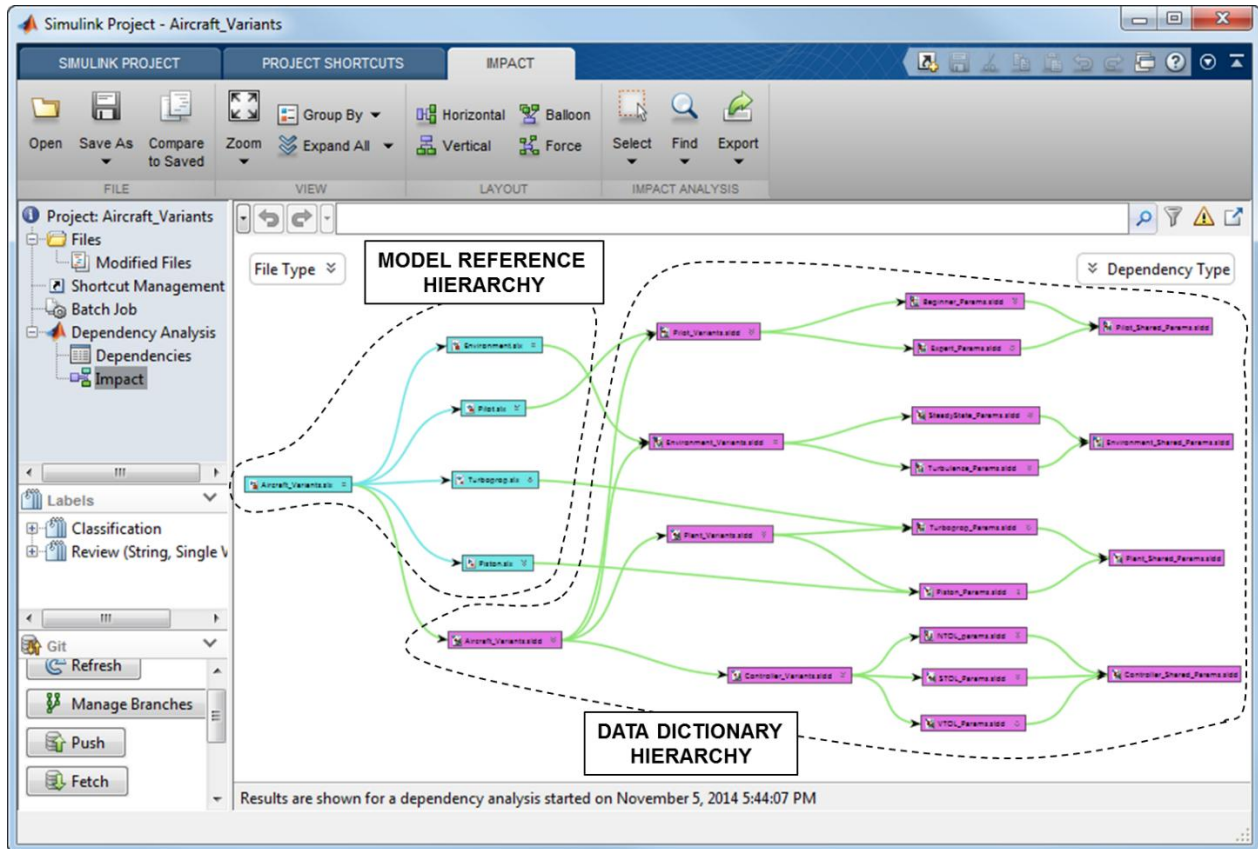 Simulink Project - Aircraft_Variants
SIMULINK PROJECT
PROJECT SHORTCUTS
IMPACT
Open
Save As
Compare
to Saved
Zoom
Group By
Expand All
Horizontal
Vertical
Balloon
Force
Select
Find
Export
FILE
VIEW
LAYOUT
IMPACT ANALYSIS
Project: Aircraft_Variants
Files
Modified Files
Shortcut Management
Batch Job
Dependency Analysis
Dependencies
Impact
Labels
Classification
Review (String, Single V
Git
Refresh
Manage Branches
Push
Fetch
File Type
MODEL REFERENCE
HIERARCHY
Dependency Type
Aircraft_Variants.slx
Environment.slx
Pilot.slx
Turboprop.slx
Piston.slx
Aircraft_Variants.sldd
Pilot_Variants.sldd
Environment_Variants.sldd
Plant_Variants.sldd
Controller_Variants.sldd
Beginner_Params.sldd
Expert_Params.sldd
SteadyState_Params.sldd
Turbulence_Params.sldd
Turboprop_Params.sldd
Piston_Params.sldd
NTOL_params.sldd
STOL_Params.sldd
VTOL_Params.sldd
Pilot_Shared_Params.sldd
Environment_Shared_Params.sldd
Plant_Shared_Params.sldd
Controller_Shared_Params.sldd
DATA DICTIONARY
HIERARCHY
Results are shown for a dependency analysis started on November 5, 2014 5:44:07 PM